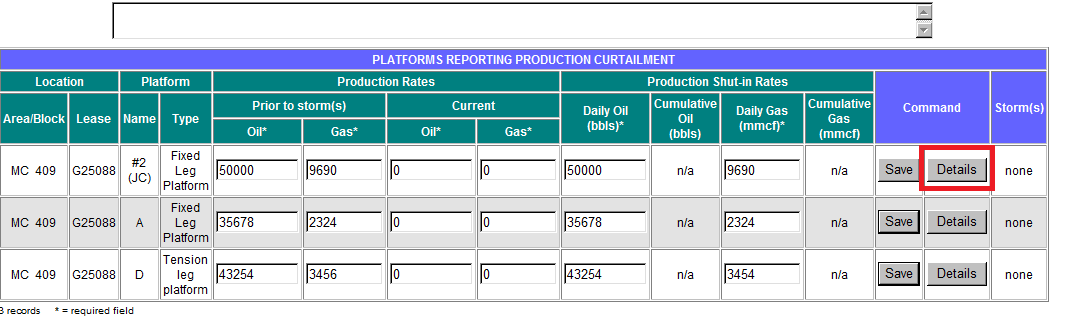 PLATFORMS REPORTING PRODUCTION CURTAILMENT
Location Platform Production Rates Production Shut-in Rates Command Storm(s)
Area/Block Lease Name Type Prior to storm(s) Current Daily Oil (bbls)* Cumulative Oil (bbls) Daily Gas (mmcf)* Cumulative Gas (mmcf)
Oil* Gas* Oil* Gas*
MC 409 G25088 #2 (JC) Fixed Leg Platform 50000 9690 0 0 50000 n/a 9690 n/a Save Details none
MC 409 G25088 A Fixed Leg Platform 35678 2324 0 0 35678 n/a 2324 n/a Save Details none
MC 409 G25088 D Tension leg platform 43254 3456 0 0 43254 n/a 3454 n/a Save Details none
records * = required field